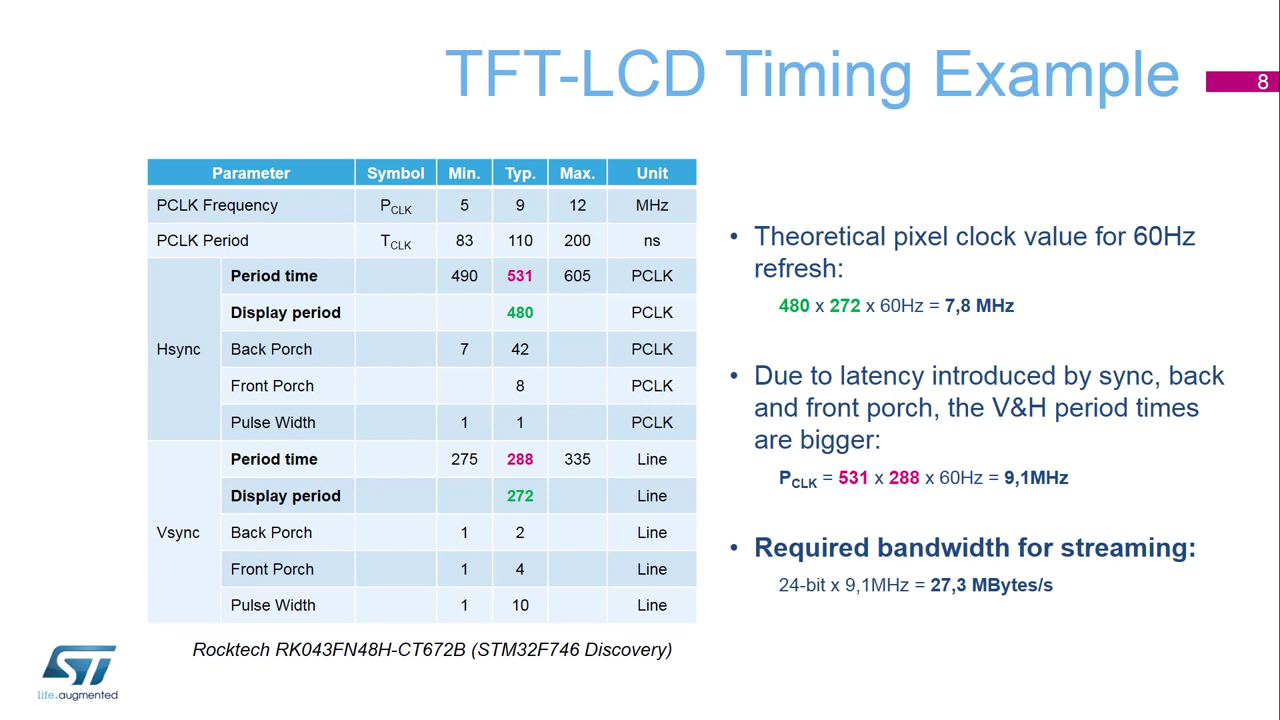 TFT-LCD Timing Example
8
Parameter Symbol Min. Typ. Max. Unit
PCLK Frequency PCLK 5 9 12 MHz
PCLK Period TCLK 83 110 200 ns
Hsync
Period time 490 531 605 PCLK
Display period 480 PCLK
Back Porch 7 42 PCLK
Front Porch 8 PCLK
Pulse Width 1 1 PCLK
Vsync
Period time 275 288 335 Line
Display period 272 Line
Back Porch 1 2 Line
Front Porch 1 4 Line
Pulse Width 1 10 Line
Rocktech RK043FN48H-CT672B (STM32F746 Discovery)
• Theoretical pixel clock value for 60Hz
refresh:
480 x 272 x 60Hz = 7,8 MHz
• Due to latency introduced by sync, back
and front porch, the V&H period times
are bigger:
PCLK = 531 x 288 x 60Hz = 9,1MHz
• Required bandwidth for streaming:
24-bit x 9,1MHz = 27,3 MBytes/s
ST
life.augmented